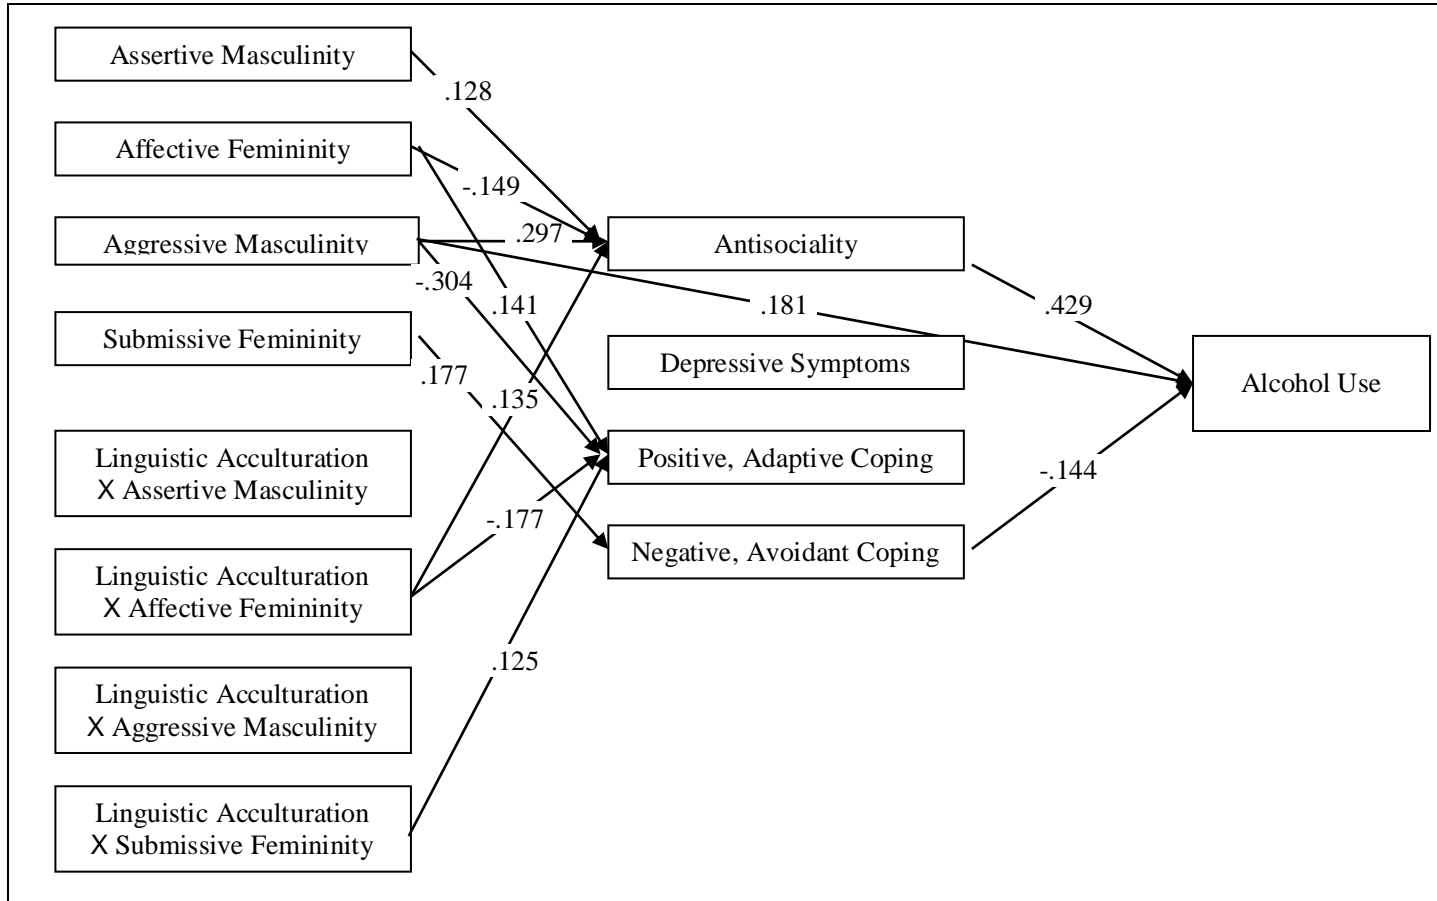 Assertive Masculinity
.128
Affective Femininity
-.149
Aggressive Masculinity
.297
Antisociality
-.304
.141
.181
.429
Submissive Femininity
Depressive Symptoms
.177
Alcohol Use
.135
Linguistic Acculturation
X Assertive Masculinity
Positive, Adaptive Coping
-.144
-.177
Negative, Avoidant Coping
Linguistic Acculturation
X Affective Femininity
.125
Linguistic Acculturation
X Aggressive Masculinity
Linguistic Acculturation
X Submissive Femininity